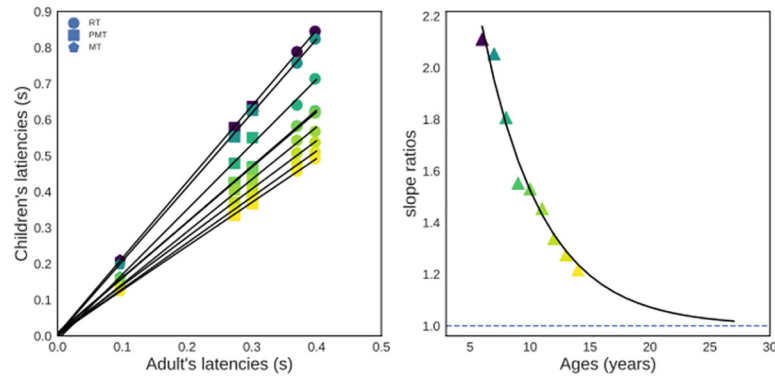 0.9
0.8
0.7
0.6
0.5
0.4
0.3
0.2
0.1
0.0
Children's latencies (s)
RT
PMT
MT
0.0 0.1 0.2 0.3 0.4 0.5
Adult's latencies (s)
2.2
2.0
1.8
1.6
1.4
1.2
1.0
slope ratios
5 10 15 20 25 30
Ages (years)